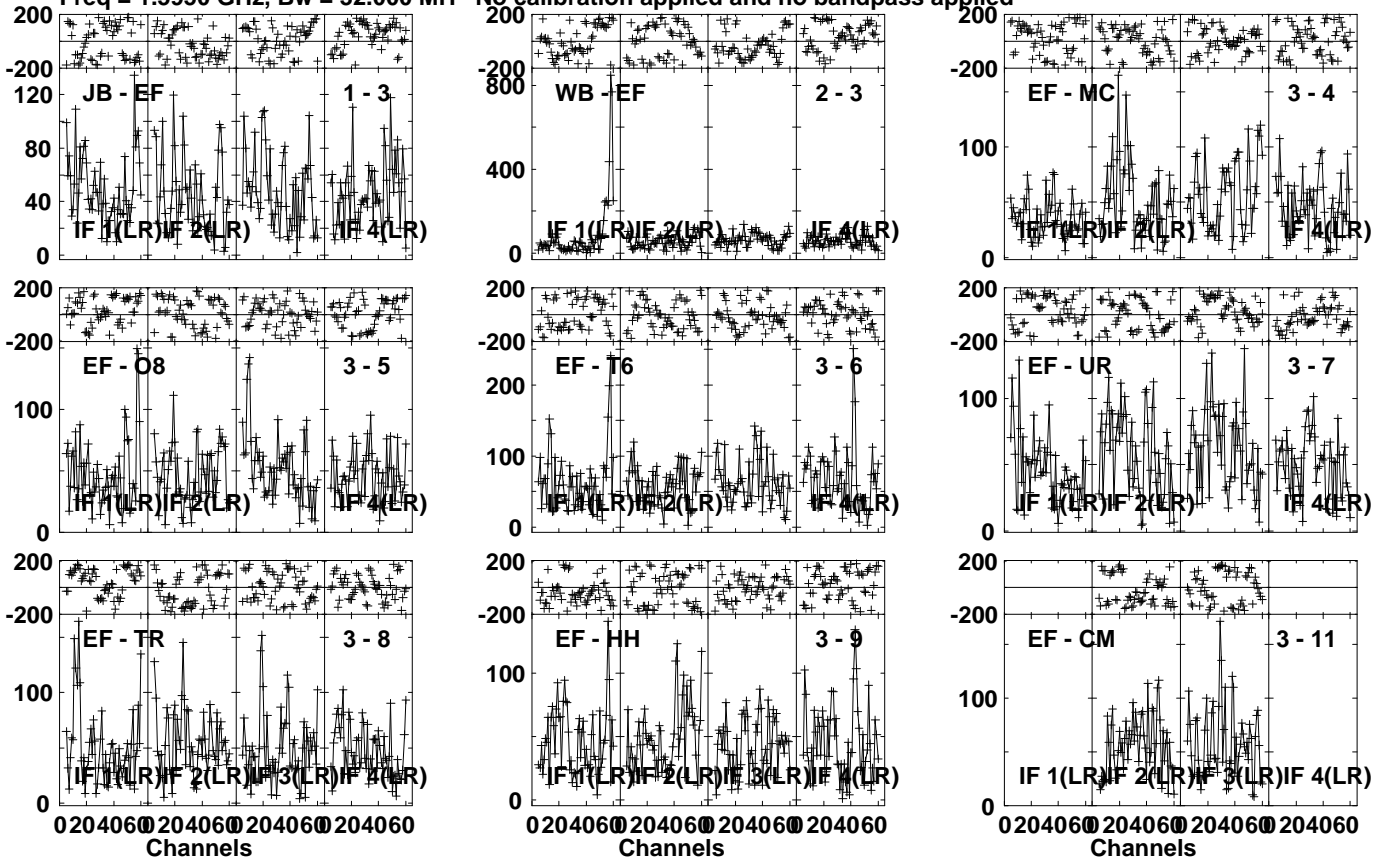 No calibration applied and no bandpass applied
200
-200
JB - EF
1 - 3
120
80
40
0
IF 1(LR)
IF 2(LR)
IF 4(LR)
-200
WB - EF
2 - 3
800
400
0
IF 1(LR)
IF 2(LR)
IF 4(LR)
200
-200
EF - MC
3 - 4
100
0
IF 1(LR)
IF 2(LR)
IF 4(LR)
200
-200
EF - O8
3 - 5
100
0
IF 1(LR)
IF 2(LR)
IF 4(LR)
200
-200
EF - T6
3 - 6
200
100
0
IF 1(LR)
IF 2(LR)
IF 4(LR)
200
-200
EF - UR
3 - 7
100
0
IF 1(LR)
IF 2(LR)
IF 4(LR)
200
-200
EF - TR
3 - 8
100
0
IF 1(LR)
IF 2(LR)
IF 3(LR)
IF 4(LR)
0 20 40 60 0 20 40 60 0 20 40 60 0 20 40 60
Channels
200
-200
EF - HH
3 - 9
100
0
IF 1(LR)
IF 2(LR)
IF 3(LR)
IF 4(LR)
0 20 40 60 0 20 40 60 0 20 40 60 0 20 40 60
Channels
200
-200
EF - CM
3 - 11
100
0
IF 1(LR)
IF 2(LR)
IF 3(LR)
IF 4(LR)
0 20 40 60 0 20 40 60 0 20 40 60 0 20 40 60
Channels